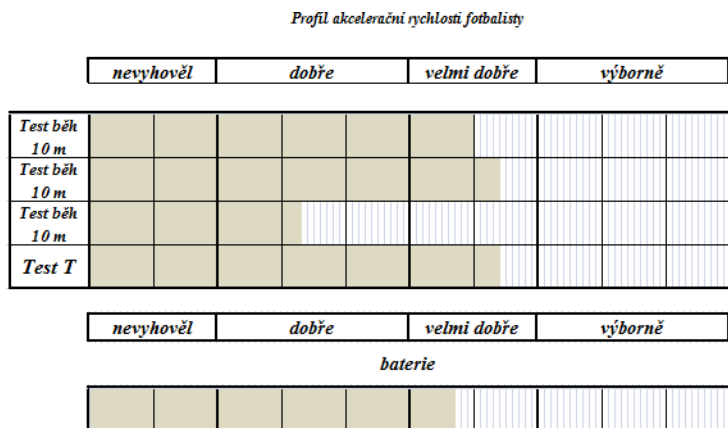 Profil akcelerační rychlosti fotbalisty
nevyhověl dobře velmi dobře výborně
Test běh
10 m
Test běh
10 m
Test běh
10 m
Test T
nevyhověl dobře velmi dobře výborně
baterie